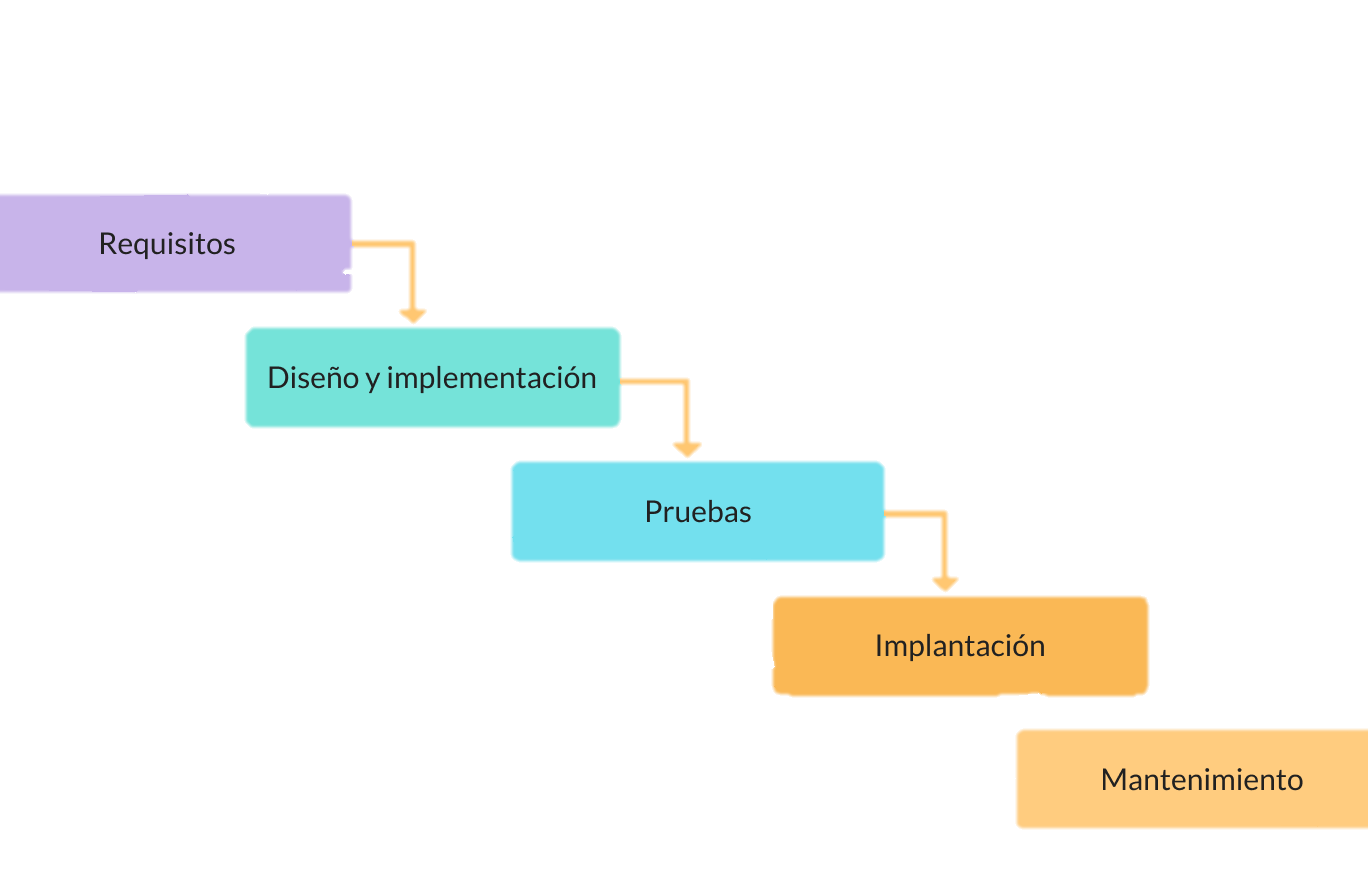 Requisitos
Diseño y implementación
Pruebas
Implantación
Mantenimiento